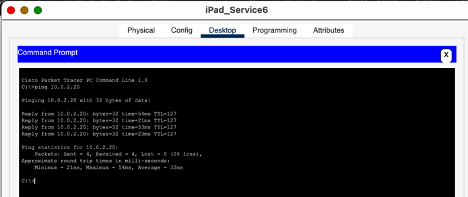 iPad_Service6
Physical Config Desktop Programming Attributes
Command Prompt
X
Cisco Packet Tracer PC Command Line 1.0
C:\>ping 10.0.2.20
Pinging 10.0.2.20 with 32 bytes of data:
Reply from 10.0.2.20: bytes=32 time=54ms TTL=127
Reply from 10.0.2.20: bytes=32 time=21ms TTL=127
Reply from 10.0.2.20: bytes=32 time=33ms TTL=127
Reply from 10.0.2.20: bytes=32 time=23ms TTL=127
Ping statistics for 10.0.2.20:
Packets: Sent = 4, Received = 4, Lost = 0 (0% loss),
Approximate round trip times in milli-seconds:
Minimum = 21ms, Maximum = 54ms, Average = 32ms
C:\>